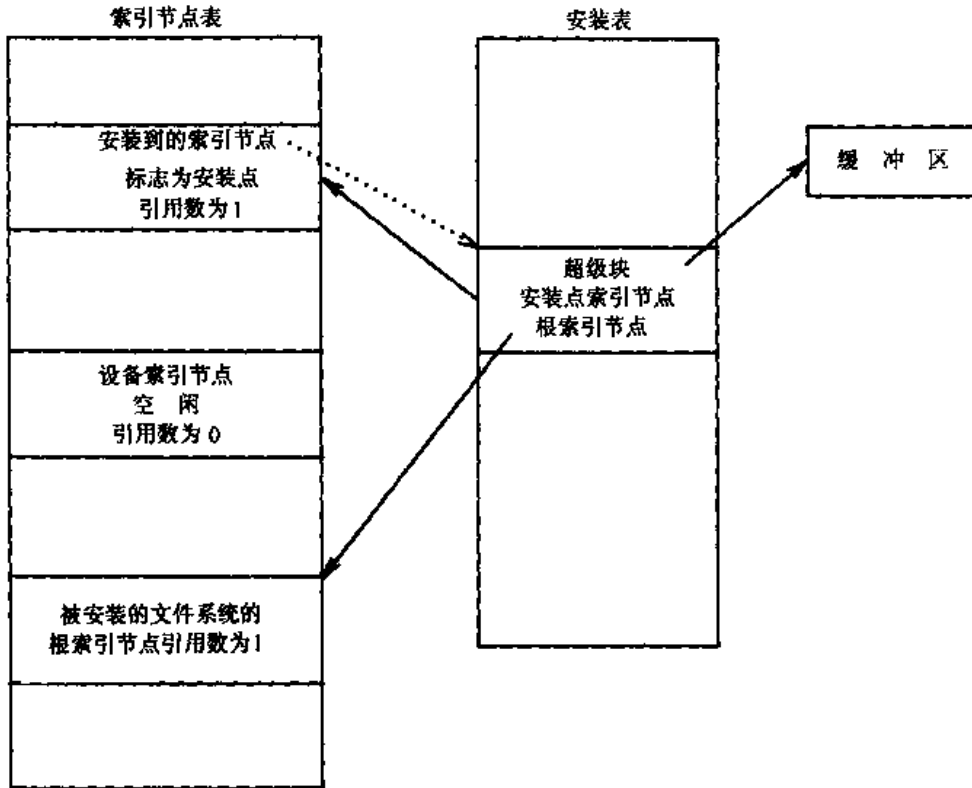 索引节点表
安装表
安装到的索引节点
标志为安装点
引用数为1
缓 冲 区
超级块
安装点索引节点
根索引节点
设备索引节点
空 闲
引用数为0
被安装的文件系统的
根索引节点引用数为1